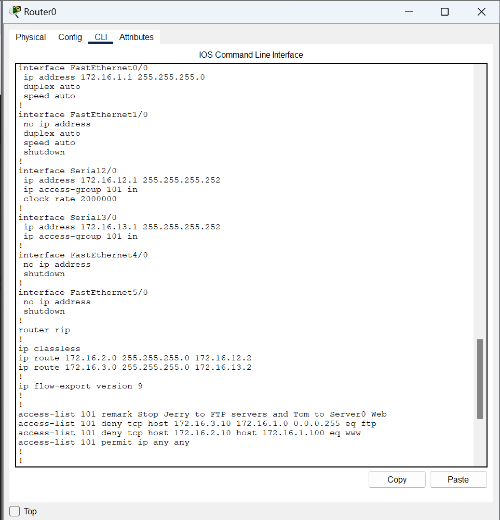 Router0
Physical Config CLI Attributes
IOS Command Line Interface
interface FastEthernet0/0
ip address 172.16.1.1 255.255.255.0
duplex auto
speed auto
!
interface FastEthernet1/0
no ip address
duplex auto
speed auto
shutdown
!
interface Serial2/0
ip address 172.16.12.1 255.255.255.252
ip access-group 101 in
clock rate 2000000
!
interface Serial3/0
ip address 172.16.13.1 255.255.255.252
ip access-group 101 in
!
interface FastEthernet4/0
no ip address
shutdown
!
interface FastEthernet5/0
no ip address
shutdown
!
router rip
!
ip classless
ip route 172.16.2.0 255.255.255.0 172.16.12.2
ip route 172.16.3.0 255.255.255.0 172.16.13.2
!
ip flow-export version 9
!
!
access-list 101 remark Stop Jerry to FTP servers and Tom to Server0 Web
access-list 101 deny tcp host 172.16.3.10 172.16.1.0 0.0.0.255 eq ftp
access-list 101 deny tcp host 172.16.2.10 host 172.16.1.100 eq www
access-list 101 permit ip any any
!
!
Copy Paste
Top